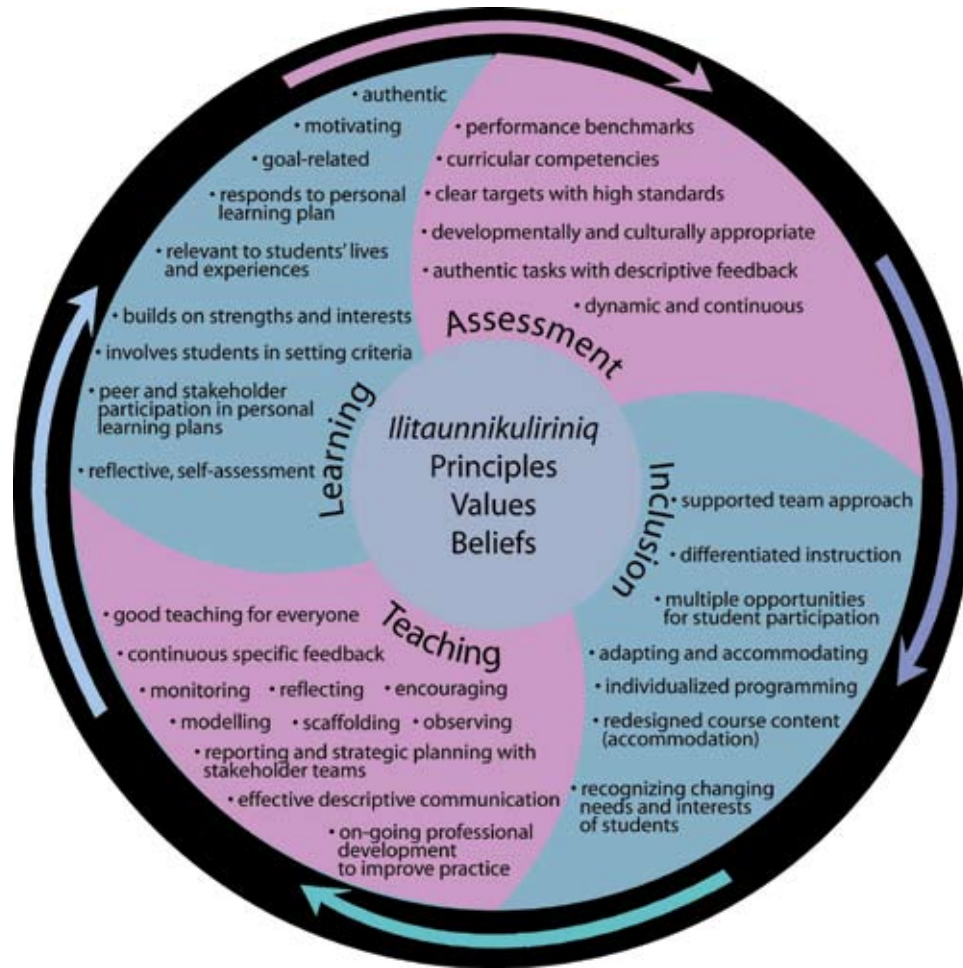 • authentic
• motivating
• goal-related
• responds to personal
learning plan
• relevant to students' lives
and experiences
• builds on strengths and interests
• involves students in setting criteria
• peer and stakeholder
participation in personal
learning plans
• reflective, self-assessment
Learning
• performance benchmarks
• curricular competencies
• clear targets with high standards
• developmentally and culturally appropriate
• authentic tasks with descriptive feedback
• dynamic and continuous
Assessment
Ilitaunnikuliriniq
Principles
Values
Beliefs
Inclusion
• supported team approach
• differentiated instruction
• multiple opportunities
for student participation
• adapting and accommodating
• individualized programming
• redesigned course content
(accommodation)
• recognizing changing
needs and interests
of students
Teaching
• good teaching for everyone
• continuous specific feedback
• monitoring • reflecting • encouraging
• modelling • scaffolding • observing
• reporting and strategic planning with
stakeholder teams
• effective descriptive communication
• on-going professional
development
to improve practice